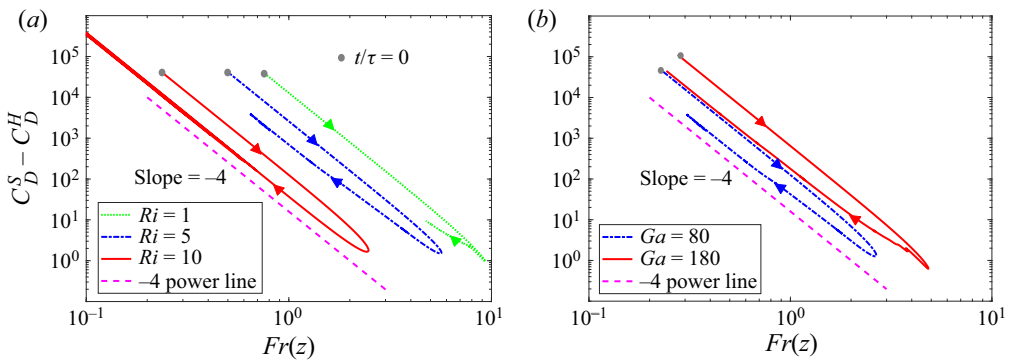 (a)
(b)
C_D^S – C_D^H
10^5
10^4
10^3
10^2
10^1
10^0
t/τ = 0
Slope = –4
Ri = 1
Ri = 5
Ri = 10
–4 power line
10^–1
10^0
10^1
Fr(z)
10^5
10^4
10^3
10^2
10^1
10^0
Slope = –4
Ga = 80
Ga = 180
–4 power line
10^–1
10^0
10^1
Fr(z)